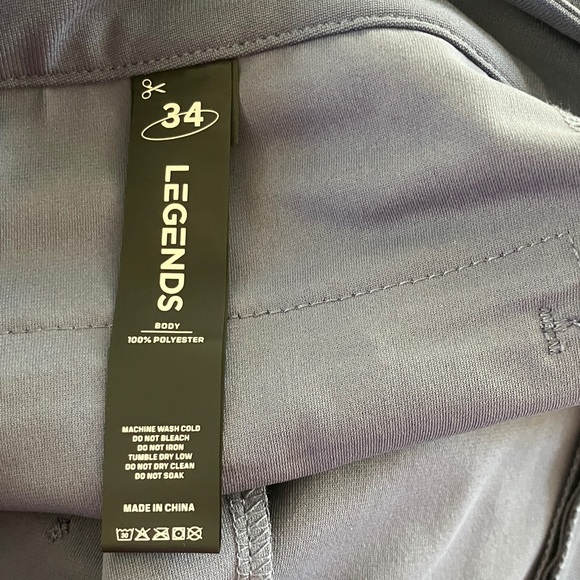 34
LEGENDS
BODY
100% POLYESTER
MACHINE WASH COLD
DO NOT BLEACH
DO NOT IRON
TUMBLE DRY LOW
DO NOT DRY CLEAN
DO NOT SOAK
MADE IN CHINA
30